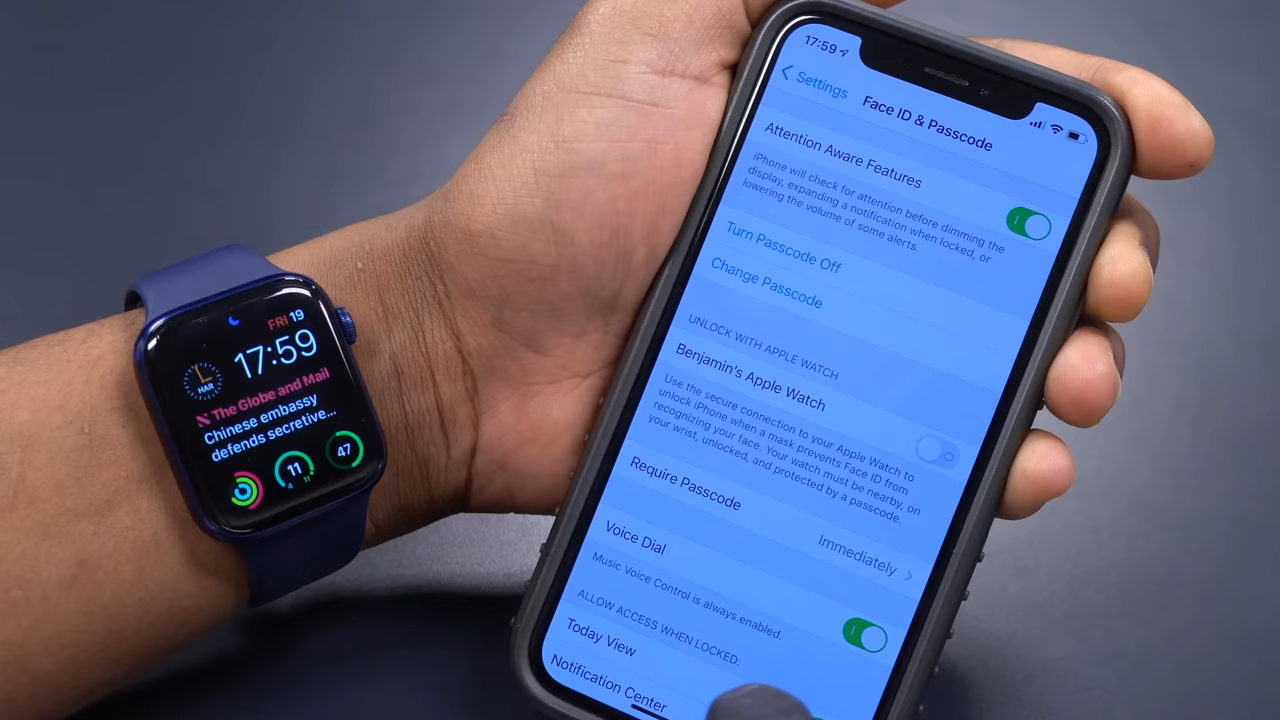 FRI 19
17:59
HAR
The Globe and Mail
Chinese embassy
defends secretive...
11
4 11
47
17:59
Settings
Face ID & Passcode
Attention Aware Features
iPhone will check for attention before dimming the
display, expanding a notification when locked, or
lowering the volume of some alerts.
Turn Passcode Off
Change Passcode
UNLOCK WITH APPLE WATCH
Benjamin's Apple Watch
Use the secure connection to your Apple Watch to
unlock iPhone when a mask prevents Face ID from
recognizing your face. Your watch must be nearby, on
your wrist, unlocked, and protected by a passcode.
Require Passcode
Immediately
Voice Dial
Music Voice Control is always enabled.
ALLOW ACCESS WHEN LOCKED:
Today View
Notification Center